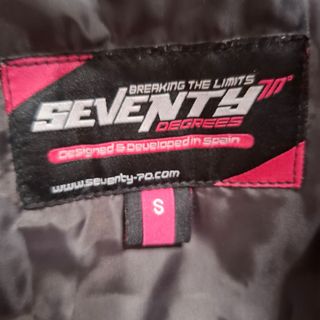 BREAKING THE LIMITS
SEVENTY 70°
DEGREES
Designed & Developed in Spain
www.seventy-70.com
S